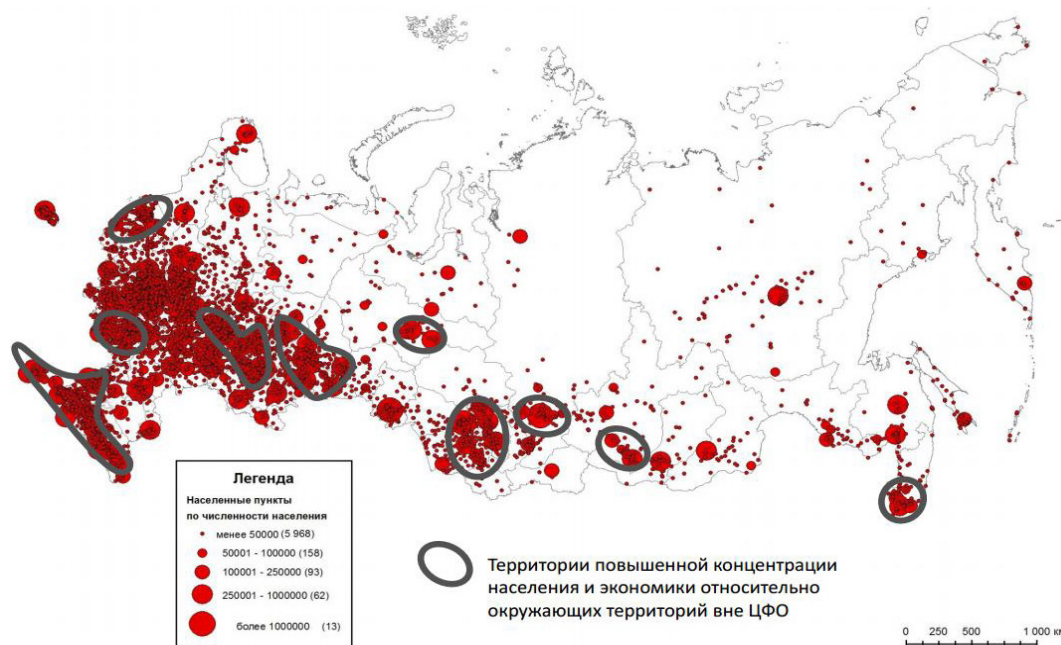 Легенда
Населенные пункты
по численности населения
менее 50000 (5 968)
50001 - 100000 (158)
100001 - 250000 (93)
250001 - 1000000 (62)
более 1000000 (13)
Территории повышенной концентрации
населения и экономики относительно
окружающих территорий вне ЦФО
0 250 500 1 000 км